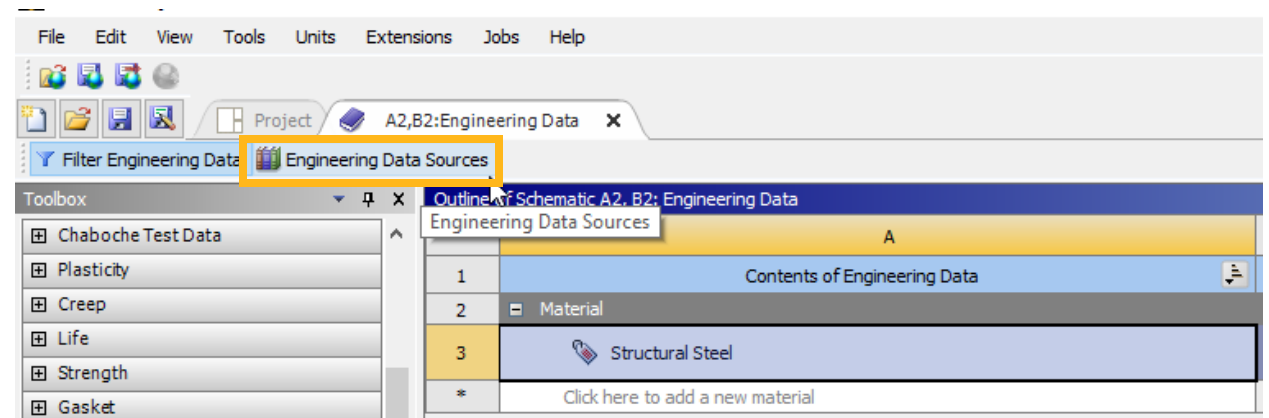 File Edit View Tools Units Extensions Jobs Help
Project A2,B2:Engineering Data
Filter Engineering Data Engineering Data Sources
Toolbox
Outline of Schematic A2, B2: Engineering Data
Engineering Data Sources
Chaboche Test Data
A
Plasticity
1 Contents of Engineering Data
Creep
2 Material
Life
3 Structural Steel
Strength
* Click here to add a new material
Gasket